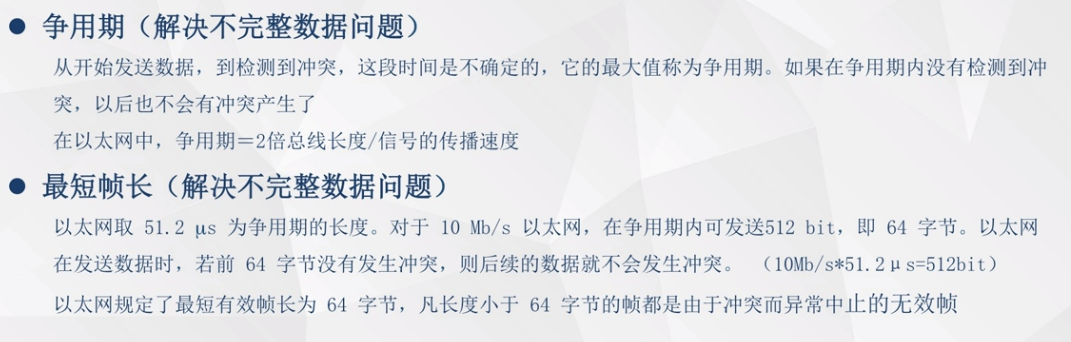 ● 争用期（解决不完整数据问题）
从开始发送数据，到检测到冲突，这段时间是不确定的，它的最大值称为争用期。如果在争用期内没有检测到冲
突，以后也不会有冲突产生了
在以太网中，争用期＝2倍总线长度/信号的传播速度
● 最短帧长（解决不完整数据问题）
以太网取 51.2 μs 为争用期的长度。对于 10 Mb/s 以太网，在争用期内可发送512 bit，即 64 字节。以太网
在发送数据时，若前 64 字节没有发生冲突，则后续的数据就不会发生冲突。 （10Mb/s*51.2μs=512bit）
以太网规定了最短有效帧长为 64 字节，凡长度小于 64 字节的帧都是由于冲突而异常中止的无效帧